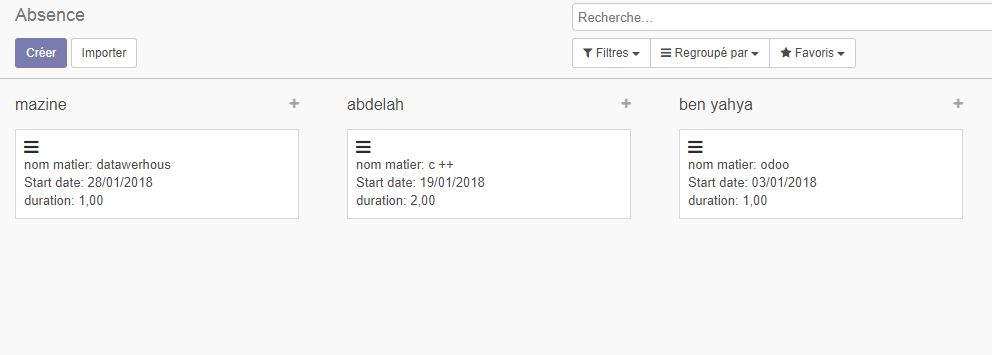 Absence
Recherche...
Créer Importer
Filtres Regroupé par Favoris
mazine + abdelah + ben yahya +
nom matier: datawerhous
Start date: 28/01/2018
duration: 1,00
nom matier: c ++
Start date: 19/01/2018
duration: 2,00
nom matier: odoo
Start date: 03/01/2018
duration: 1,00